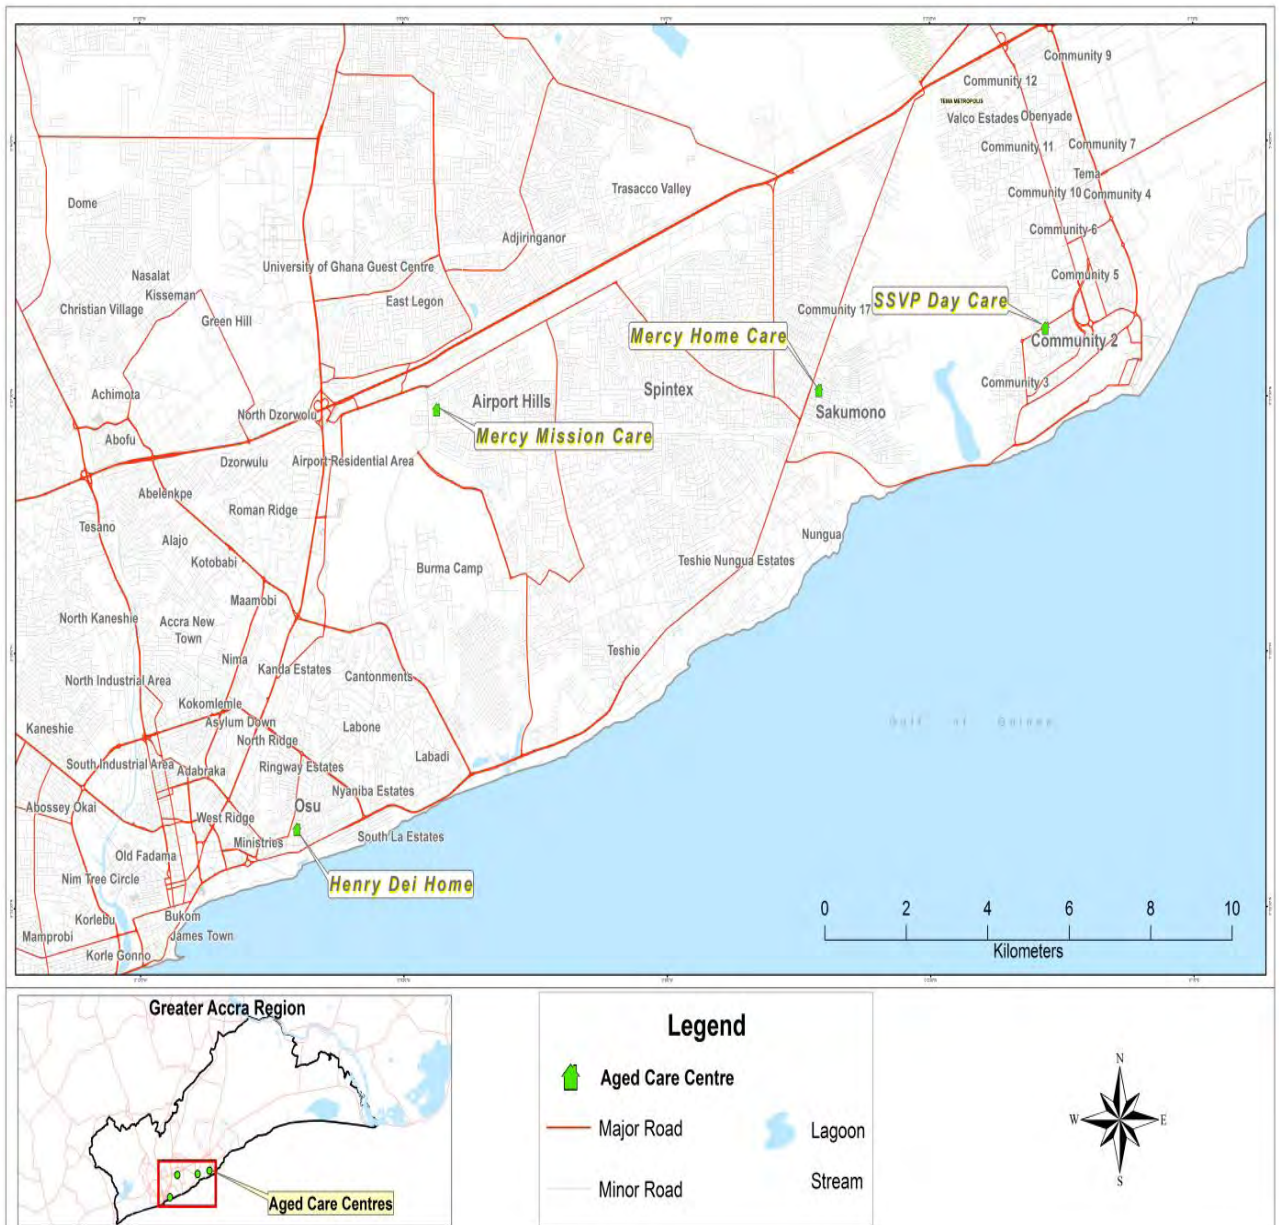 Community 9
Community 12
TEMA METROPOLIS
Valco Estades
Obenyade
Community 11
Community 7
Trasacco Valley
Tema
Community 10
Community 4
Dome
Community 6
Adjiringanor
University of Ghana Guest Centre
Nasalat
Community 5
Kisseman
East Legon
SSVP Day Care
Christian Village
Community 17
Green Hill
Mercy Home Care
Community 2
Community 3
Spintex
Achimota
Airport Hills
North Dzorwolu
Sakumono
Mercy Mission Care
Abofu
Dzorwulu
Airport Residential Area
Abelenkpe
Roman Ridge
Tesano
Nungua
Alajo
Kotobabi
Teshie Nungua Estates
Burma Camp
Maamobi
North Kaneshie
Accra New
Town
Teshie
Nima
Kanda Estates
Cantonments
North Industrial Area
Kokomlemle
Asylum Down
Gulf of Guinea
Kaneshie
Labone
North Ridge
Labadi
South Industrial Area
Adabraka
Ringway Estates
Nyaniba Estates
Abossey Okai
Osu
West Ridge
South La Estates
Ministries
Old Fadama
Nim Tree Circle
Henry Dei Home
0 2 4 6 8 10
Kilometers
Korlebu
Bukom
Mamprobi
James Town
Korle Gonno
Greater Accra Region
Aged Care Centres
Legend
Aged Care Centre
Major Road
Lagoon
Minor Road
Stream
N
W
E
S